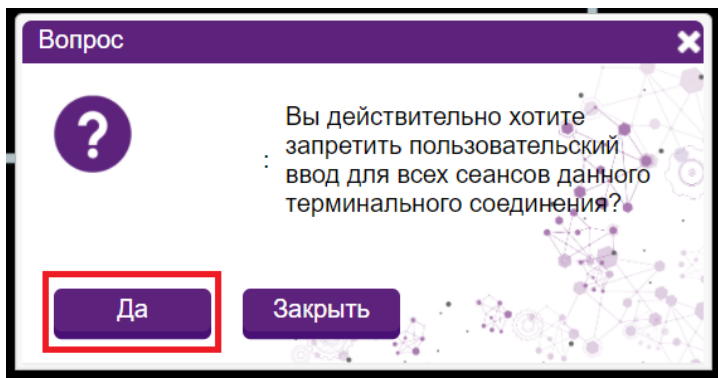 Вопрос
?
Вы действительно хотите
запретить пользовательский
:
ввод для всех сеансов данного
терминального соединения?
Да Закрыть